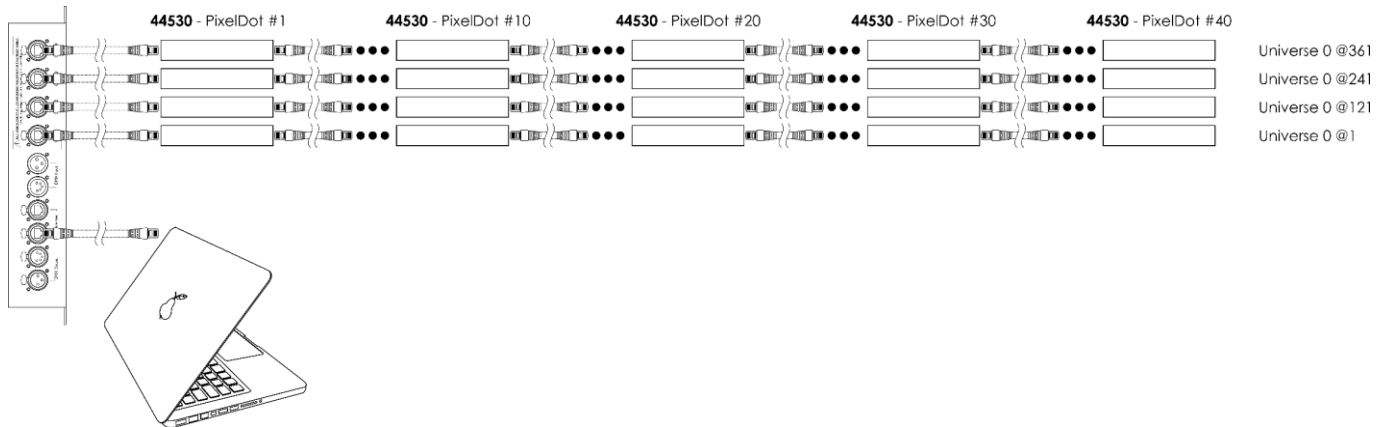 44530 - PixelDot #1
44530 - PixelDot #10
44530 - PixelDot #20
44530 - PixelDot #30
44530 - PixelDot #40
Universe 0 @361
Universe 0 @241
Universe 0 @121
Universe 0 @1